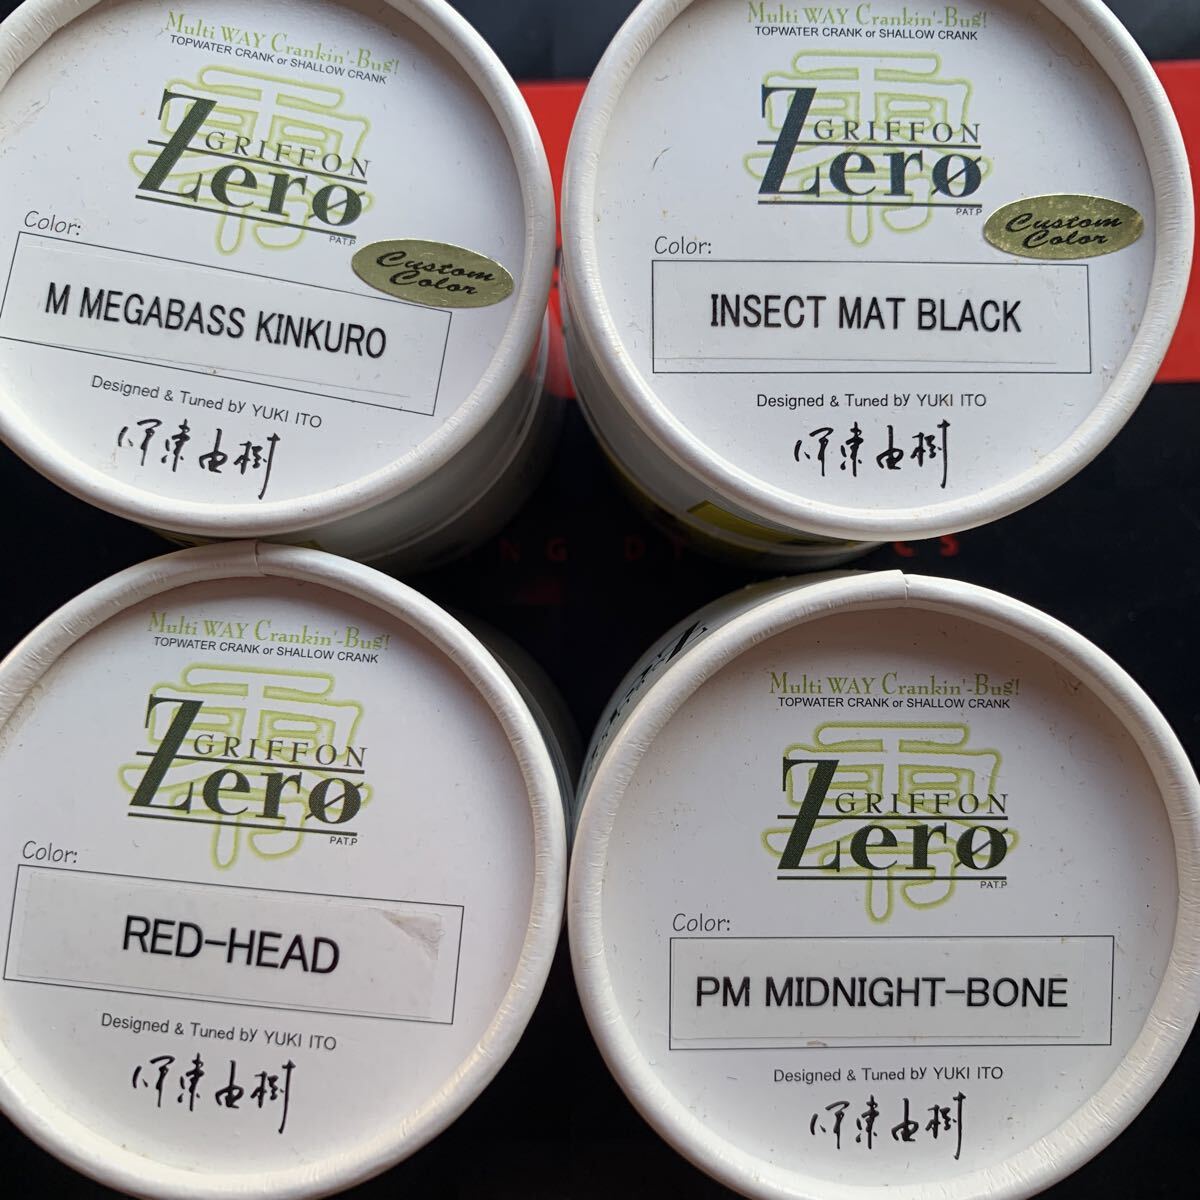 Multi WAY Crankin'-Bug!
TOPWATER CRANK or SHALLOW CRANK
零
GRIFFON
Zerø
PAT.P
Custom
Color
Color:
M MEGABASS KINKURO
Designed & Tuned by YUKI ITO
伊東由樹
Multi WAY Crankin'-Bug!
TOPWATER CRANK or SHALLOW CRANK
零
GRIFFON
Zerø
PAT.P
Custom
Color
Color:
INSECT MAT BLACK
Designed & Tuned by YUKI ITO
伊東由樹
Multi WAY Crankin'-Bug!
TOPWATER CRANK or SHALLOW CRANK
零
GRIFFON
Zerø
PAT.P
Color:
RED-HEAD
Designed & Tuned by YUKI ITO
伊東由樹
Multi WAY Crankin'-Bug!
TOPWATER CRANK or SHALLOW CRANK
零
GRIFFON
Zerø
PAT.P
Color:
PM MIDNIGHT-BONE
Designed & Tuned by YUKI ITO
伊東由樹